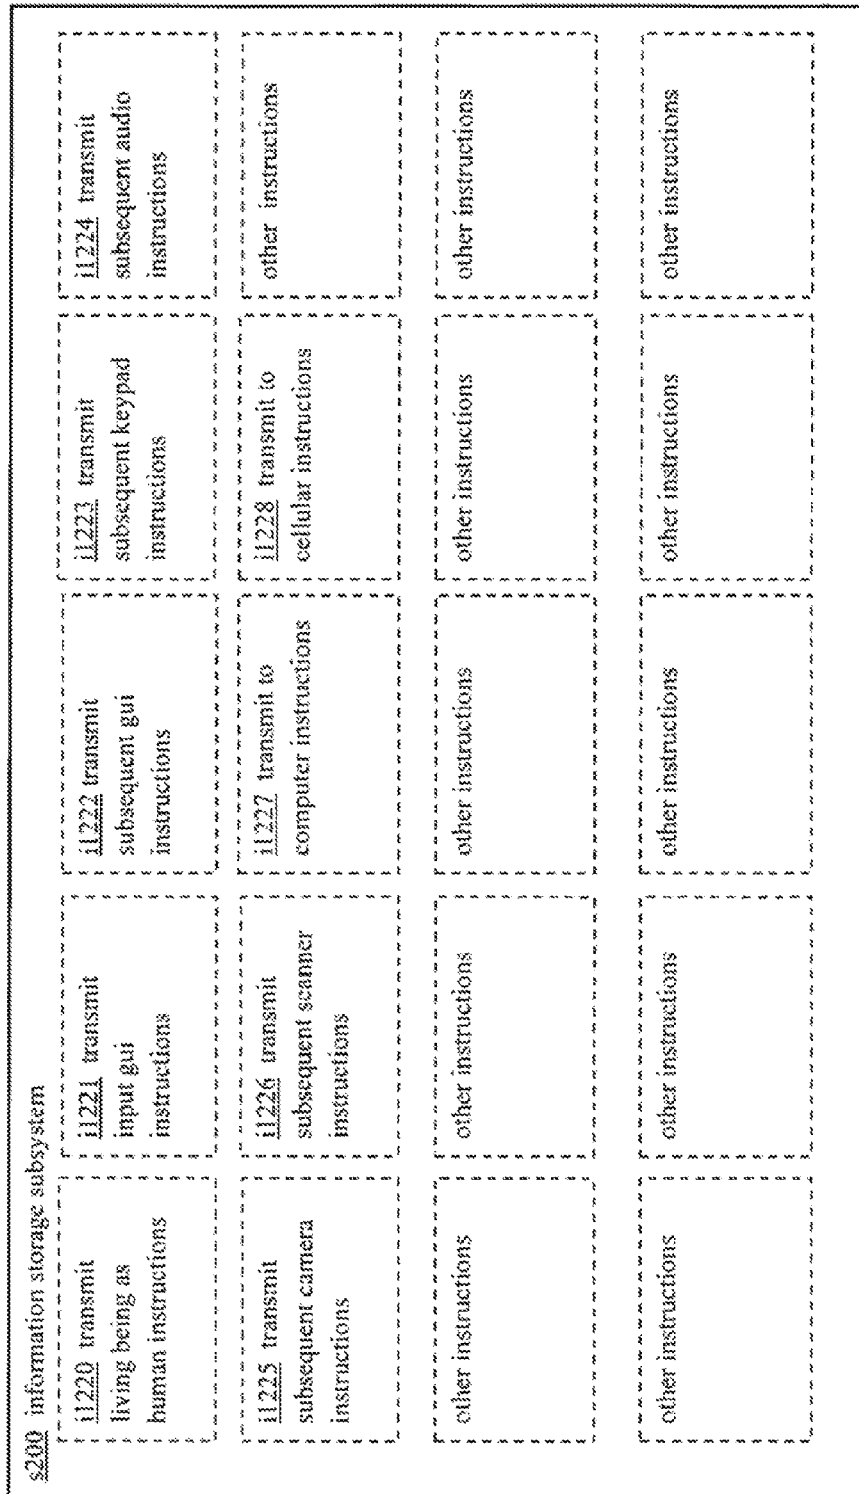 s200 information storage subsystem
i1220 transmit
living being as
human instructions
i1221 transmit
input gui
instructions
i1222 transmit
subsequent gui
instructions
i1223 transmit
subsequent keypad
instructions
i1224 transmit
subsequent audio
instructions
i1225 transmit
subsequent camera
instructions
i1226 transmit
subsequent scanner
instructions
i1227 transmit to
computer instructions
i1228 transmit to
cellular instructions
other instructions
other instructions
other instructions
other instructions
other instructions
other instructions
other instructions
other instructions
other instructions
other instructions
other instructions